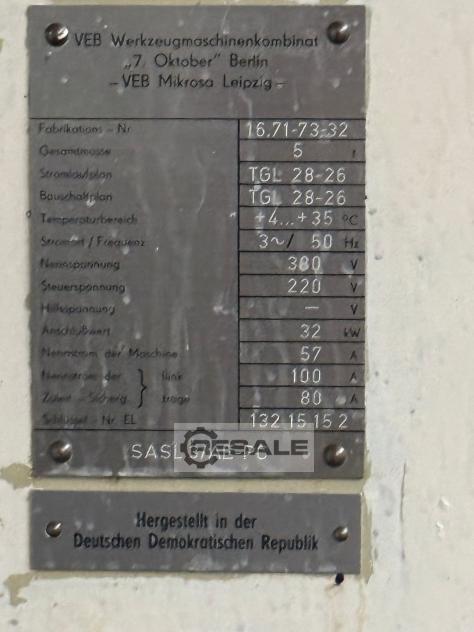 VEB Werkzeugmaschinenkombinat
„7. Oktober" Berlin
– VEB Mikrosa Leipzig –
Fabrikations - Nr 16.71-73-32
Gesamtmasse 5 t
Stromlaufplan TGL 28-26
Bauschaltplan TGL 28-26
Temperaturbereich +4...+35 °C
Stromart / Frequenz 3~/ 50 Hz
Nennspannung 380 V
Steuerspannung 220 V
Hilfsspannung — V
Anschlußwert 32 kW
Nennstrom der Maschine 57 A
Nennstrom der } flink 100 A
Zuleit - Sicherg. } träge 80 A
Schlüssel - Nr. EL 132 15 15 2
RESALE
Hergestellt in der
Deutschen Demokratischen Republik